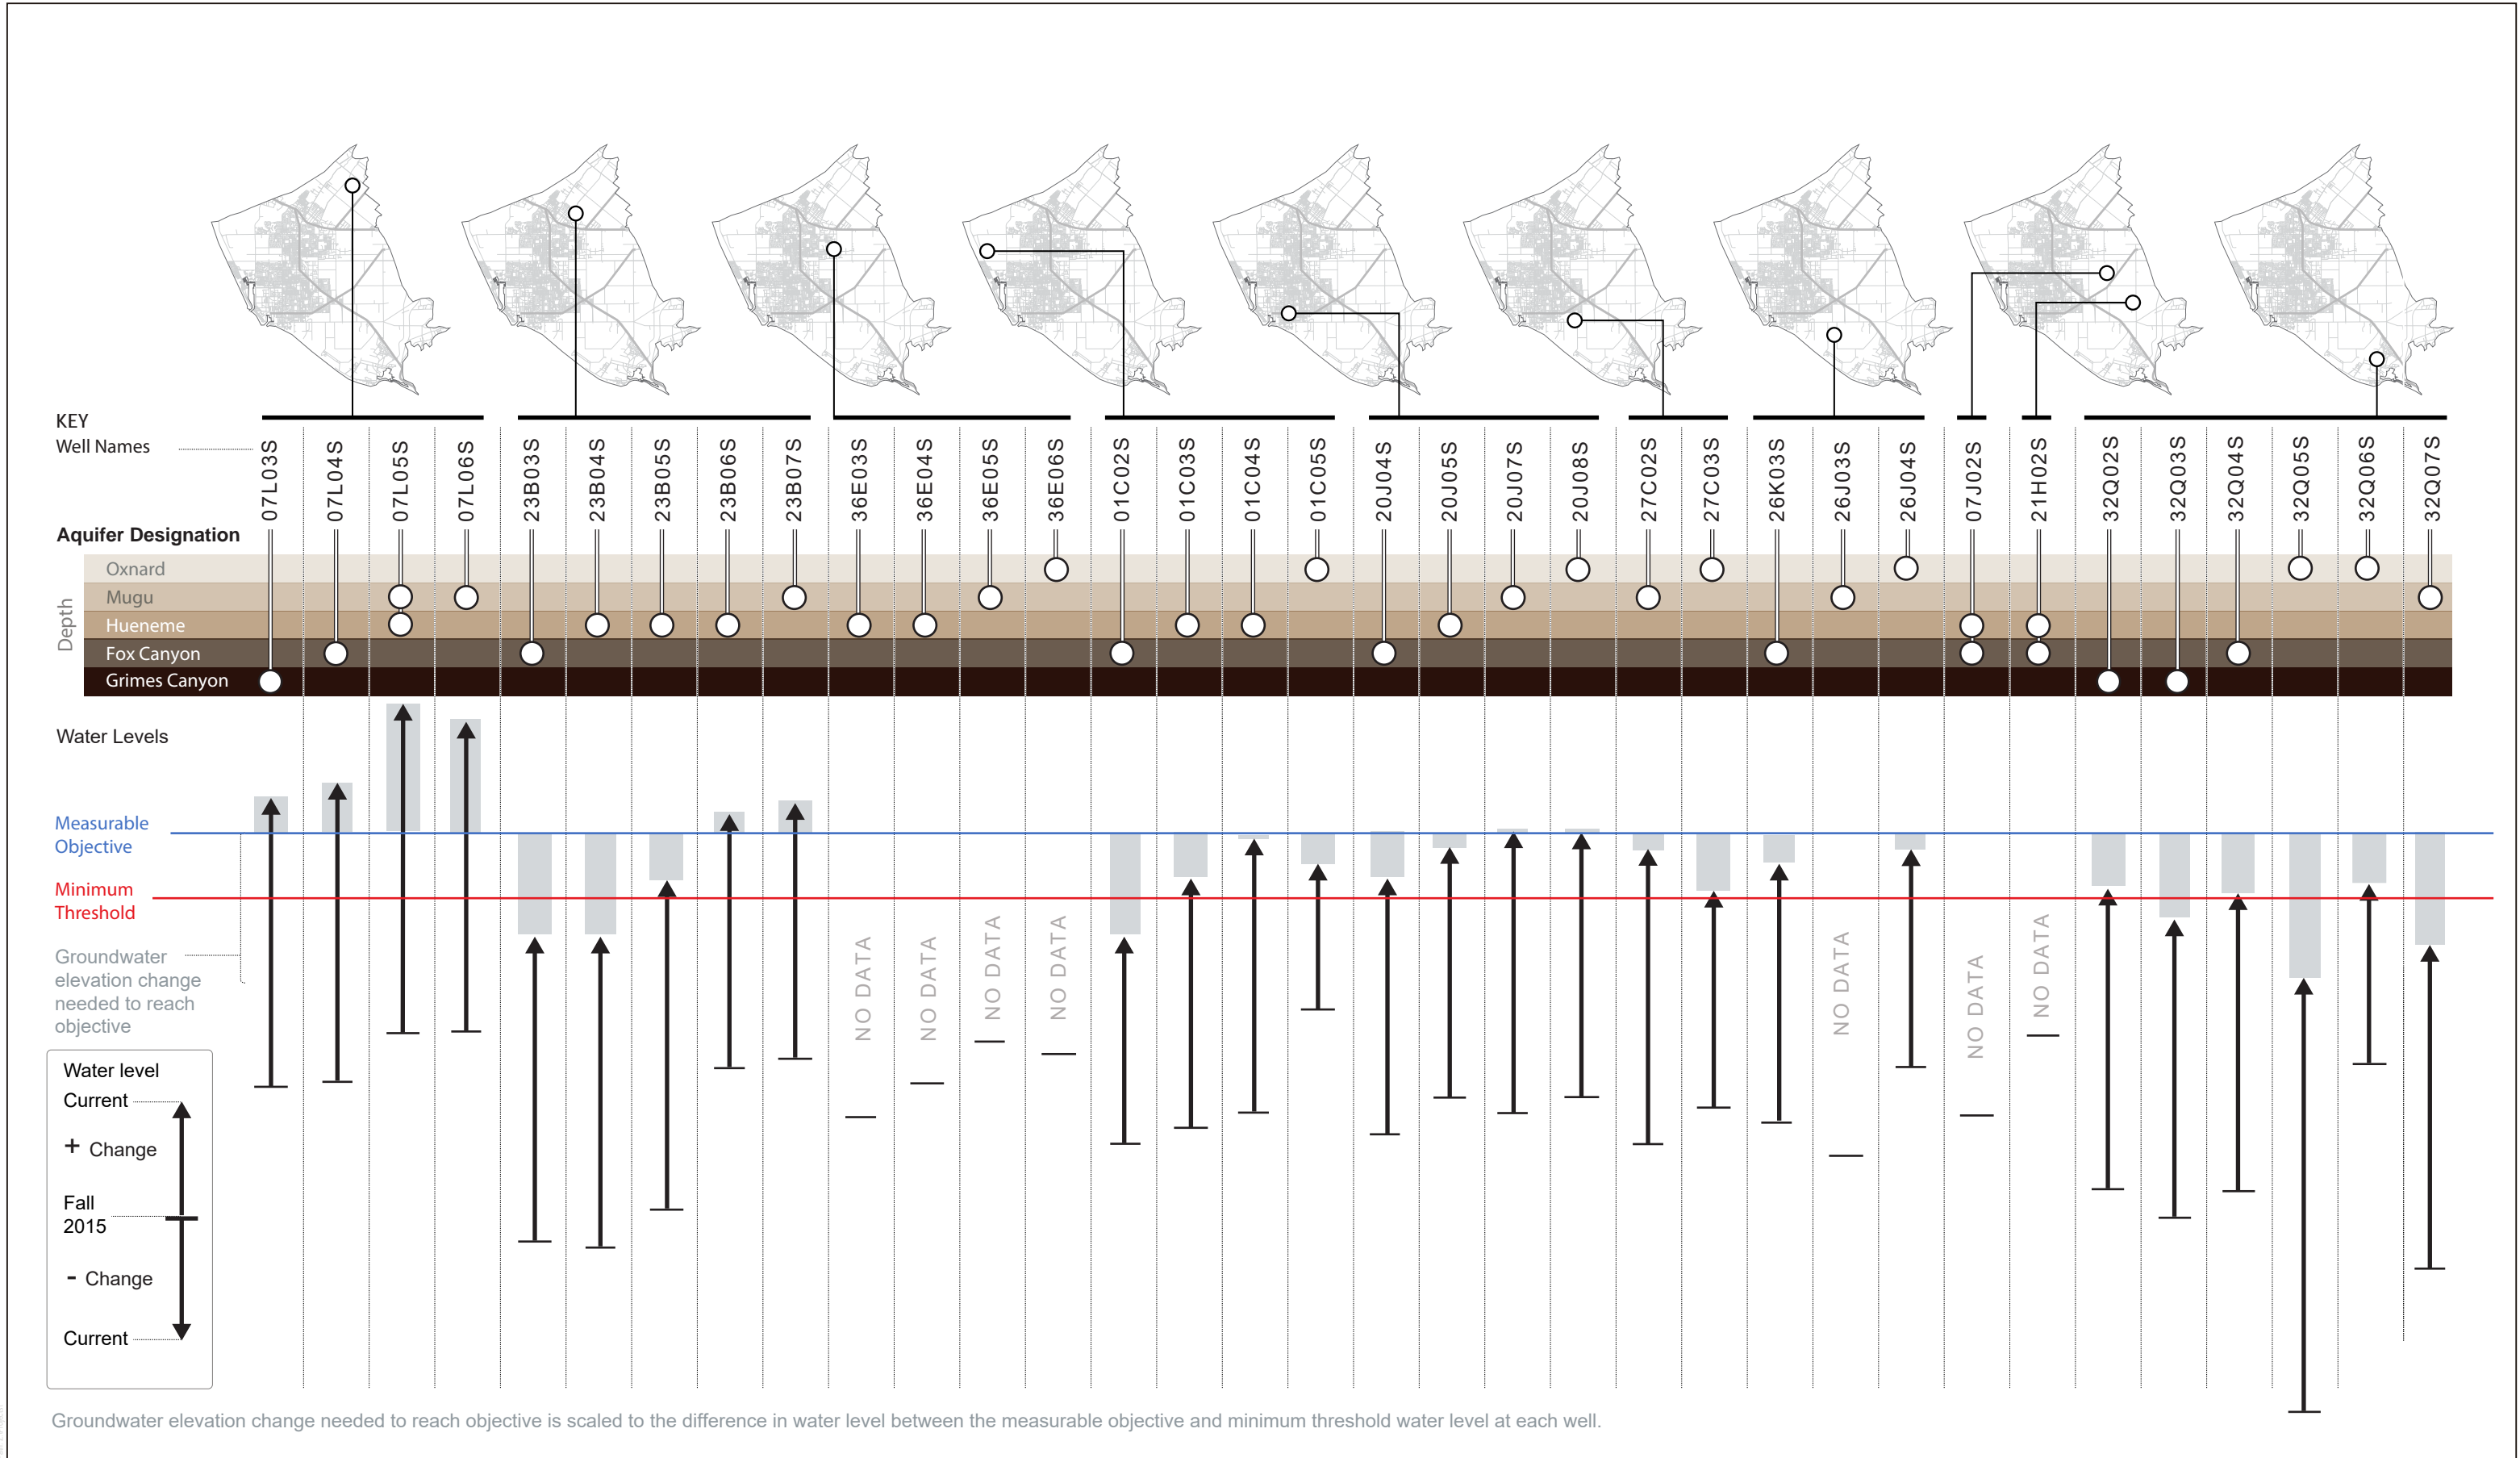 KEY
Well Names
07L03S
07L04S
07L05S
07L06S
23B03S
23B04S
23B05S
23B06S
23B07S
36E03S
36E04S
36E05S
36E06S
01C02S
01C03S
01C04S
01C05S
20J04S
20J05S
20J07S
20J08S
27C02S
27C03S
26K03S
26J03S
26J04S
07J02S
21H02S
32Q02S
32Q03S
32Q04S
32Q05S
32Q06S
32Q07S
Aquifer Designation
Depth
Oxnard
Mugu
Hueneme
Fox Canyon
Grimes Canyon
Water Levels
Measurable
Objective
Minimum
Threshold
Groundwater
elevation change
needed to reach
objective
NO DATA
NO DATA
NO DATA
NO DATA
NO DATA
NO DATA
NO DATA
Water level
Current
+ Change
Fall
2015
- Change
Current
Groundwater elevation change needed to reach objective is scaled to the difference in water level between the measurable objective and minimum threshold water level at each well.